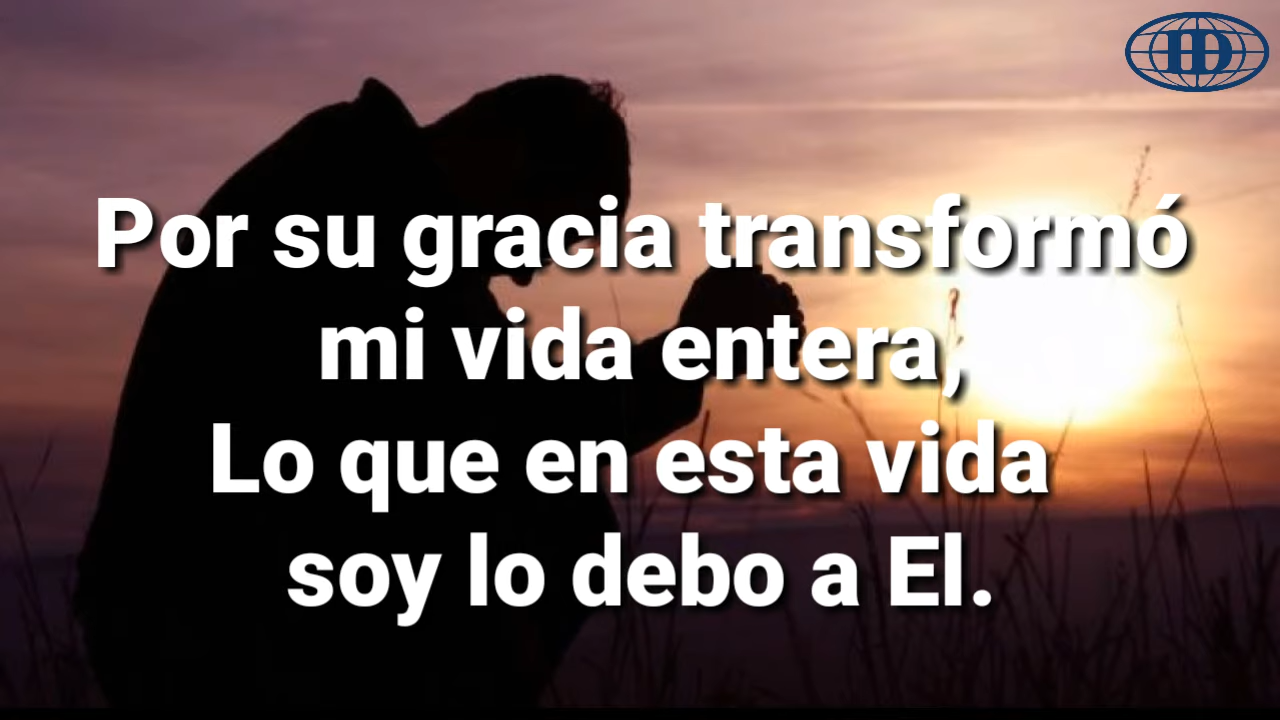 Por su gracia transformó
mi vida entera,
Lo que en esta vida
soy lo debo a El.